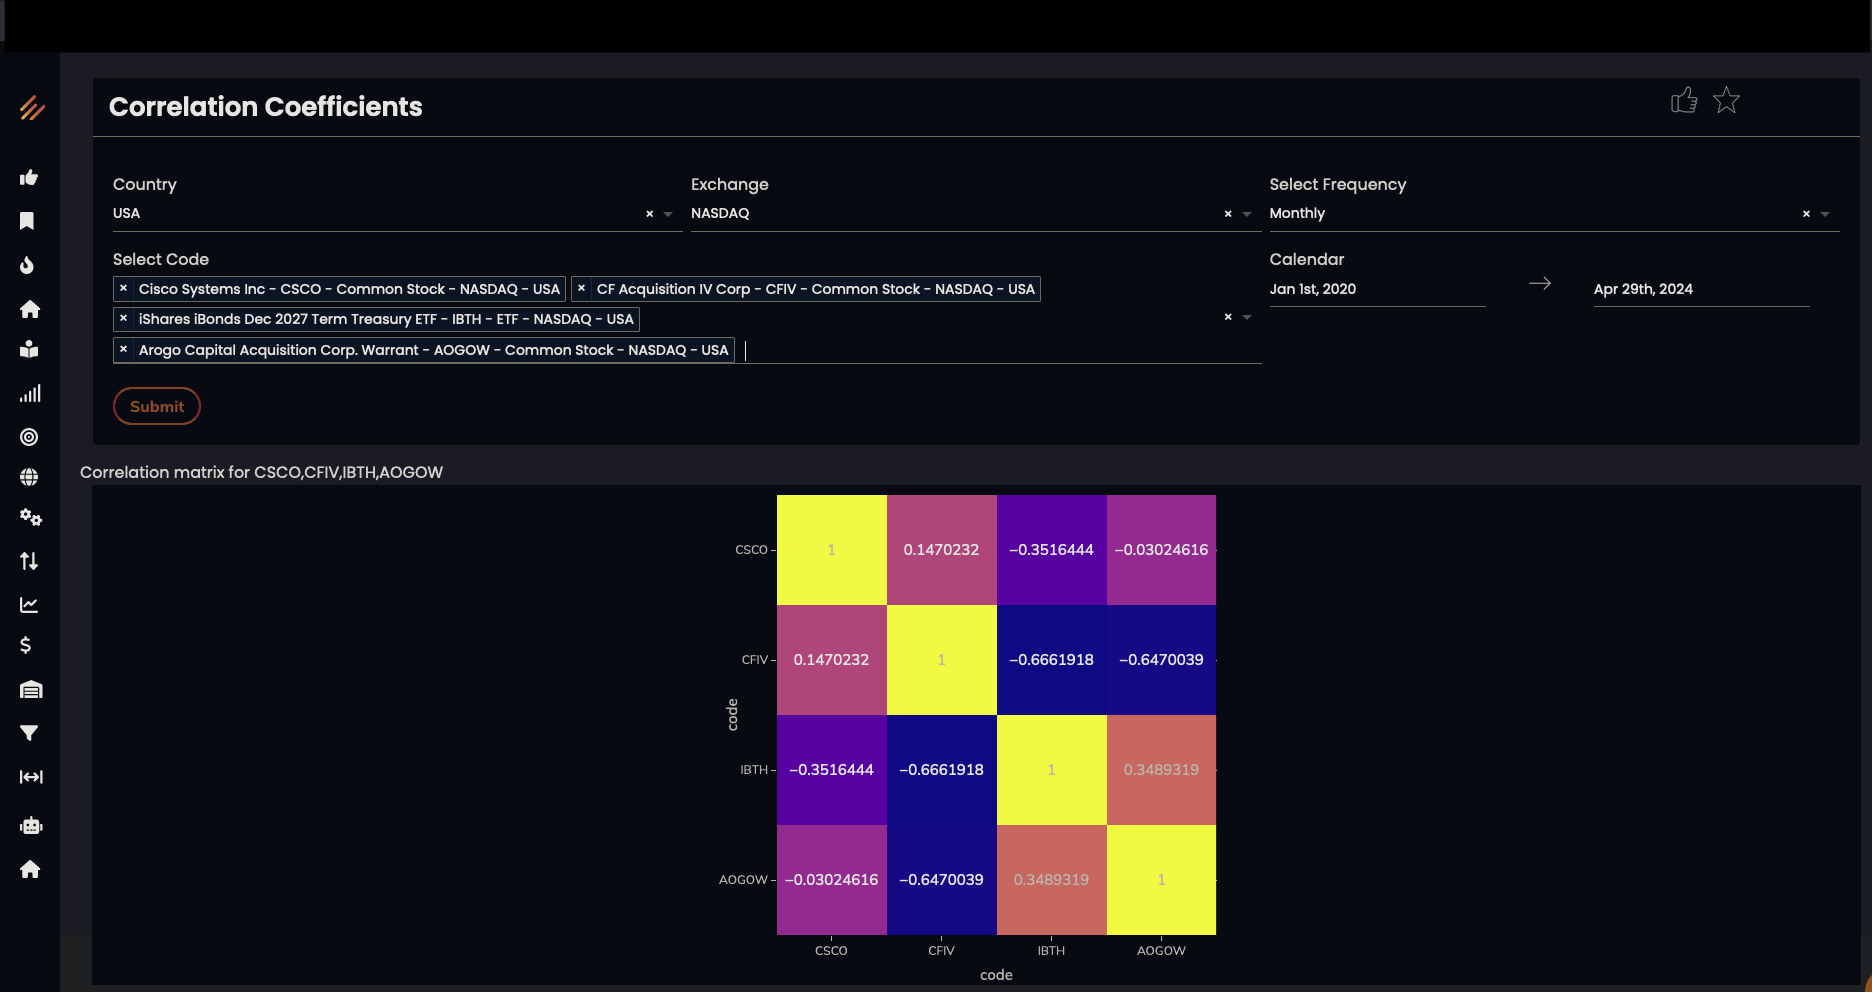 Correlation Coefficients
Country
Exchange
Select Frequency
USA × 
NASDAQ ×
Monthly ×
Select Code
Calendar
× Cisco Systems Inc - CSCO - Common Stock - NASDAQ - USA × CF Acquisition IV Corp - CFIV - Common Stock - NASDAQ - USA
Jan 1st, 2020 → Apr 29th, 2024
× iShares iBonds Dec 2027 Term Treasury ETF - IBTH - ETF - NASDAQ - USA ×
× Arogo Capital Acquisition Corp. Warrant - AOGOW - Common Stock - NASDAQ - USA
Submit
Correlation matrix for CSCO,CFIV,IBTH,AOGOW
CSCO 1 0.1470232 −0.3516444 −0.03024616
CFIV 0.1470232 1 −0.6661918 −0.6470039
code
IBTH −0.3516444 −0.6661918 1 0.3489319
AOGOW −0.03024616 −0.6470039 0.3489319 1
CSCO CFIV IBTH AOGOW
code